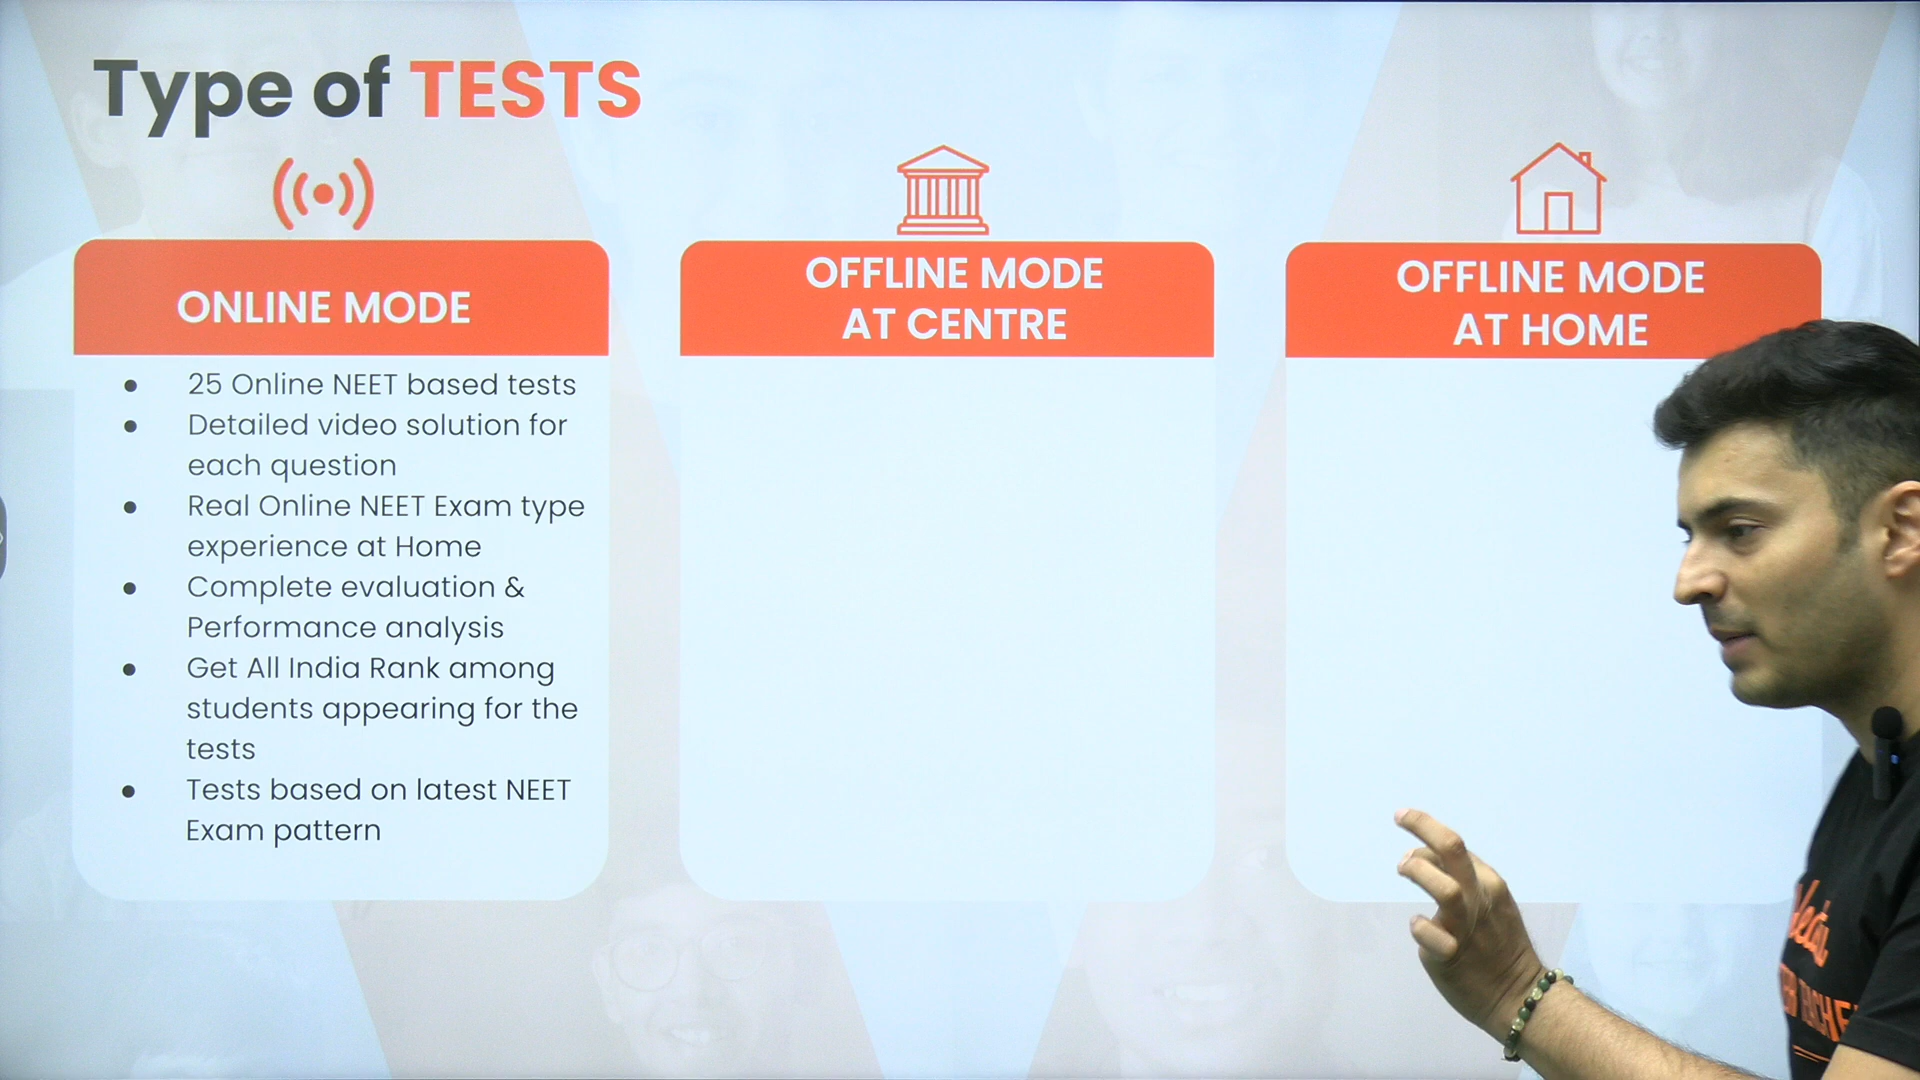 Type of TESTS
ONLINE MODE
25 Online NEET based tests
Detailed video solution for
each question
Real Online NEET Exam type
experience at Home
Complete evaluation &
Performance analysis
Get All India Rank among
students appearing for the
tests
Tests based on latest NEET
Exam pattern
OFFLINE MODE
AT CENTRE
OFFLINE MODE
AT HOME